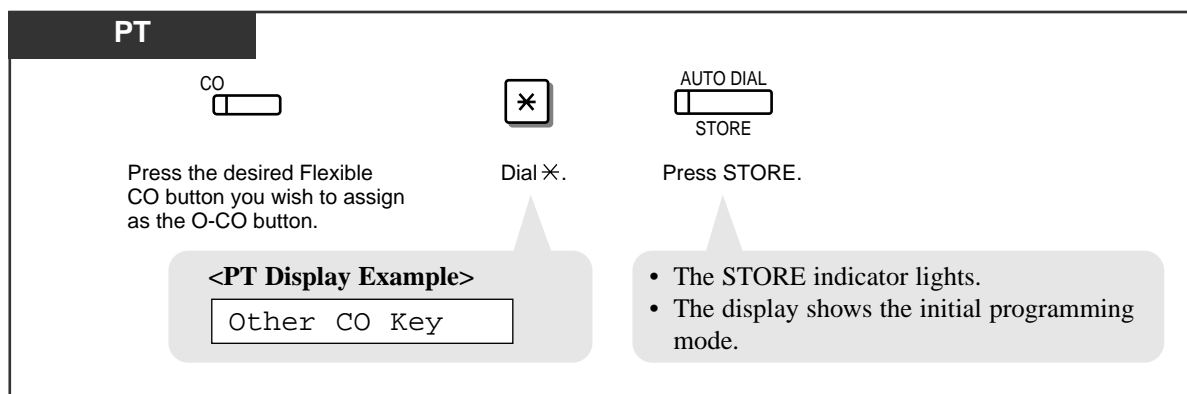 PT
CO
✳
AUTO DIAL
STORE
Press the desired Flexible
CO button you wish to assign
as the O-CO button.
Dial ✳.
Press STORE.
<PT Display Example>
Other CO Key
• The STORE indicator lights.
• The display shows the initial programming
mode.